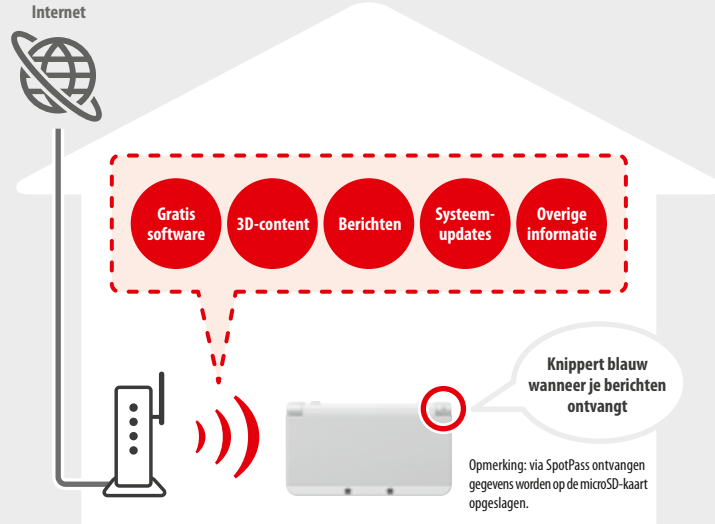 Internet
Gratis
software
3D-content
Berichten
Systeem-
updates
Overige
informatie
Knippert blauw
wanneer je berichten
ontvangt
Opmerking: via SpotPass ontvangen
gegevens worden op de microSD-kaart
opgeslagen.